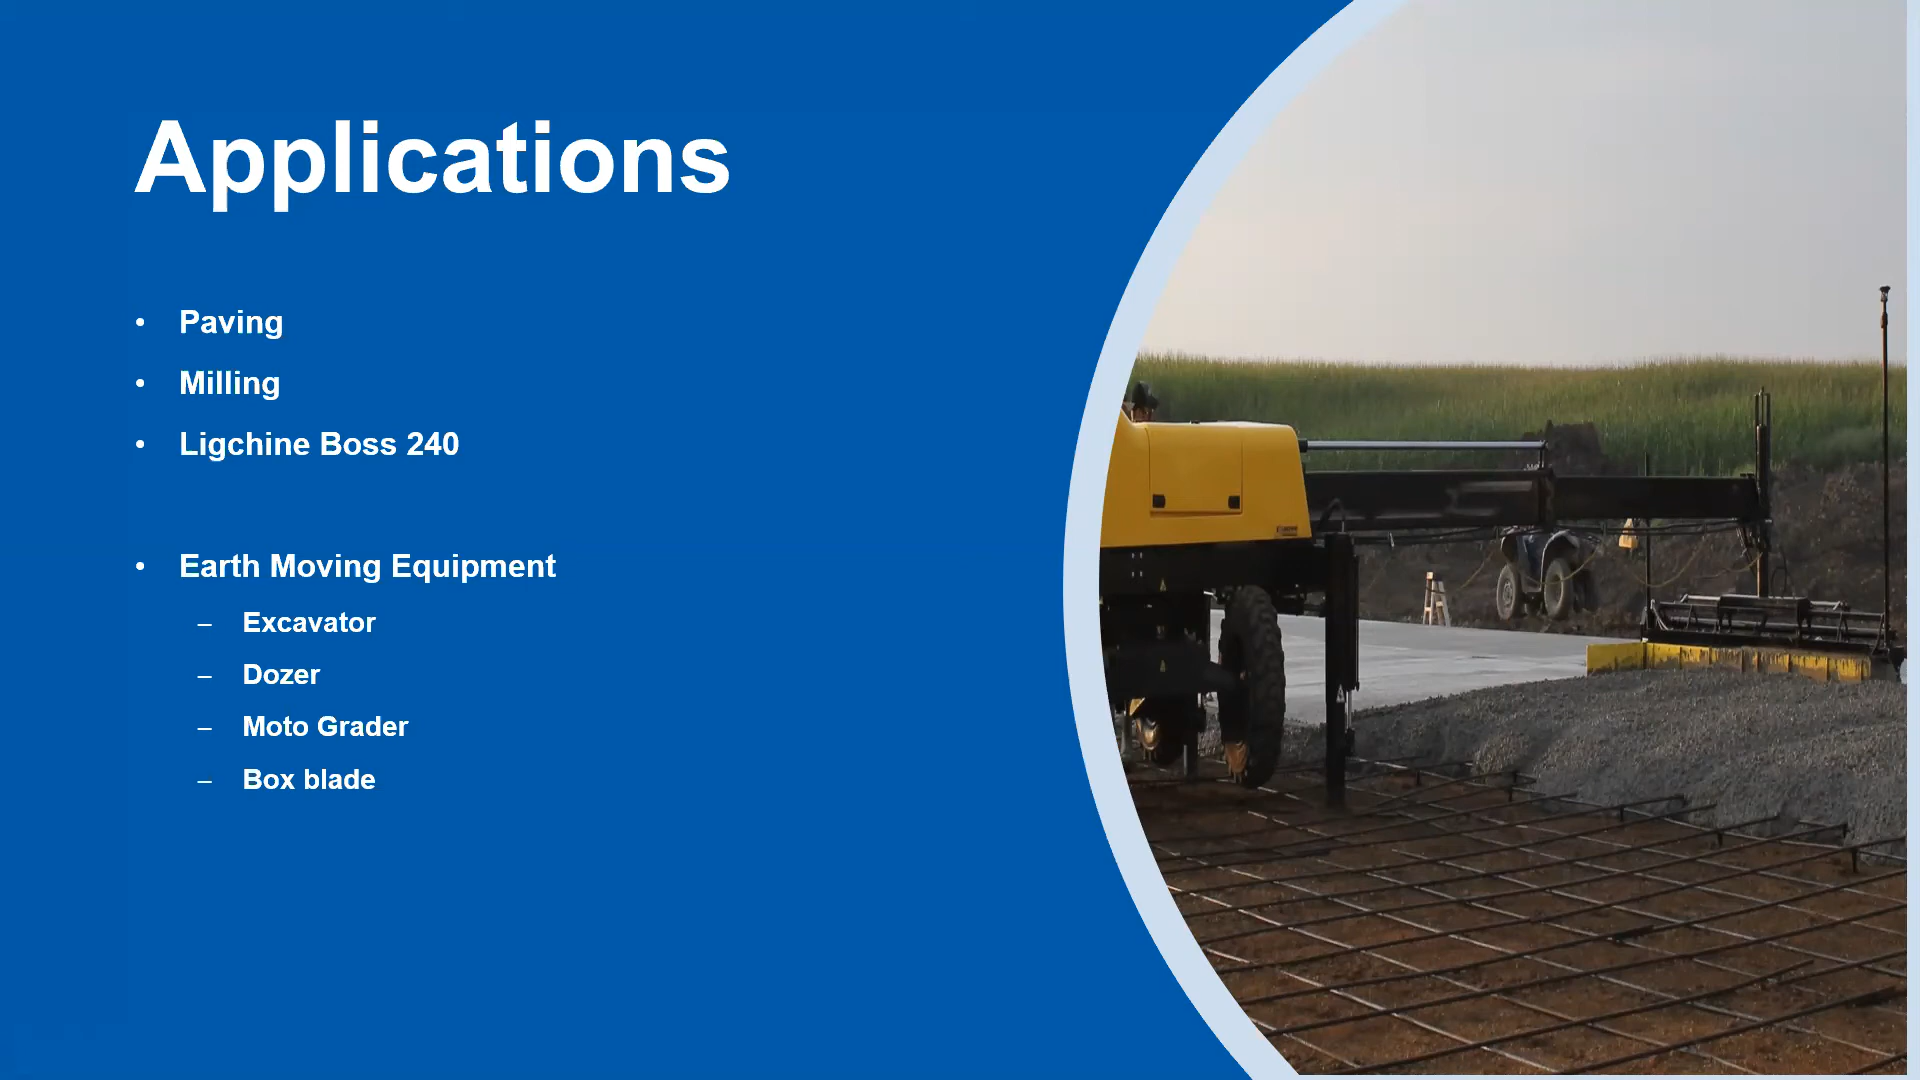 Applications
• Paving
• Milling
• Ligchine Boss 240
• Earth Moving Equipment
– Excavator
– Dozer
– Moto Grader
– Box blade